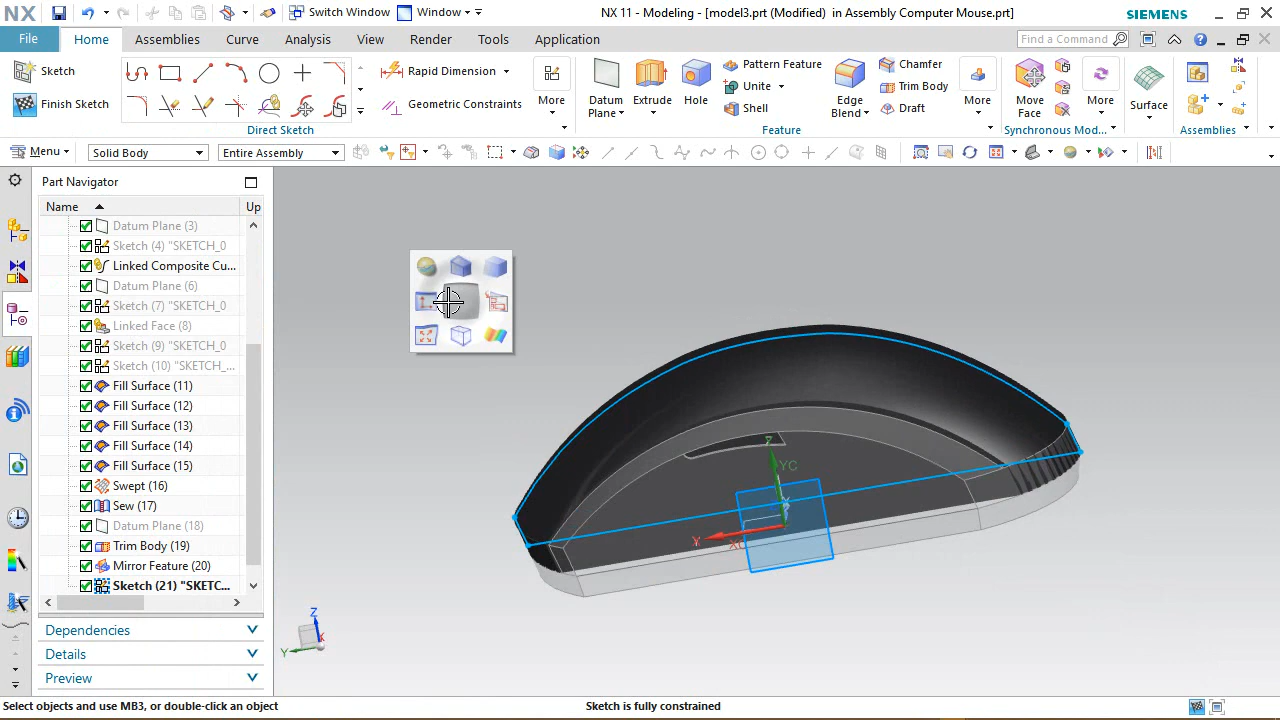 NX
Switch Window
Window
NX 11 - Modeling - [model3.prt (Modified) in Assembly Computer Mouse.prt]
SIEMENS
File
Home
Assemblies
Curve
Analysis
View
Render
Tools
Application
Find a Command
Sketch
Finish Sketch
Direct Sketch
Rapid Dimension
Geometric Constraints
More
Datum Plane
Extrude
Hole
Pattern Feature
Unite
Shell
Edge Blend
Chamfer
Trim Body
Draft
More
Feature
Move Face
More
Synchronous Mod...
Surface
Assemblies
Menu
Solid Body
Entire Assembly
Part Navigator
Name
Up
Datum Plane (3)
Sketch (4) "SKETCH_0
Linked Composite Cu...
Datum Plane (6)
Sketch (7) "SKETCH_0
Linked Face (8)
Sketch (9) "SKETCH_0
Sketch (10) "SKETCH_...
Fill Surface (11)
Fill Surface (12)
Fill Surface (13)
Fill Surface (14)
Fill Surface (15)
Swept (16)
Sew (17)
Datum Plane (18)
Trim Body (19)
Mirror Feature (20)
Sketch (21) "SKETC...
Dependencies
Details
Preview
Z
YC
Y
X
XC
Z
Y
X
Select objects and use MB3, or double-click an object
Sketch is fully constrained